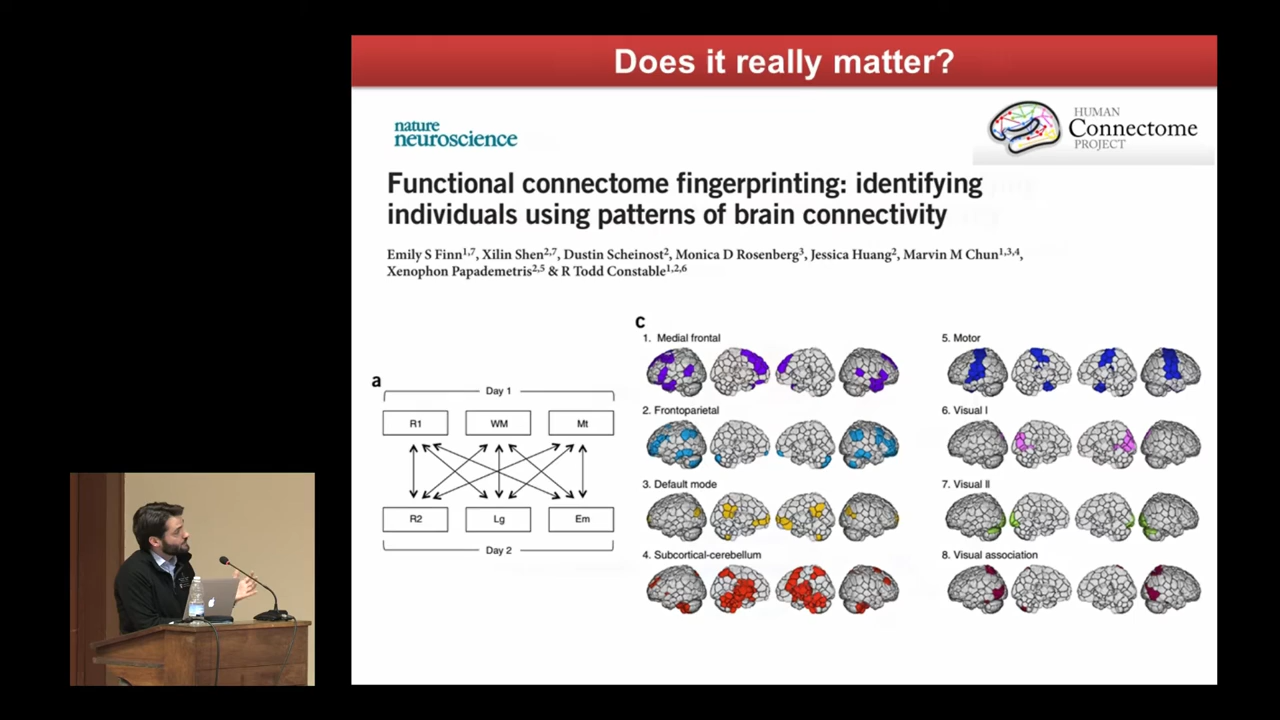 Does it really matter?
nature
neuroscience
HUMAN
Connectome
PROJECT
Functional connectome fingerprinting: identifying
individuals using patterns of brain connectivity
Emily S Finn1,7, Xilin Shen2,7, Dustin Scheinost2, Monica D Rosenberg3, Jessica Huang2, Marvin M Chun1,3,4,
Xenophon Papademetris2,5 & R Todd Constable1,2,6
a
Day 1
R1 WM Mt
R2 Lg Em
Day 2
c
1. Medial frontal
2. Frontoparietal
3. Default mode
4. Subcortical-cerebellum
5. Motor
6. Visual I
7. Visual II
8. Visual association